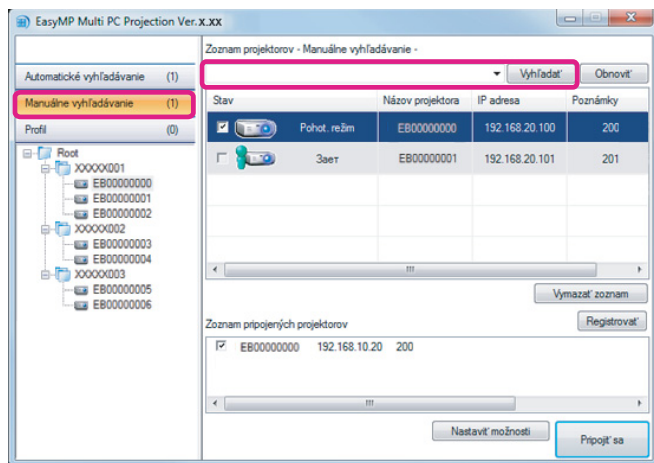 EasyMP Multi PC Projection Ver.x.xx
Zoznam projektorov - Manuálne vyhľadávanie -
Automatické vyhľadávanie (1)
Vyhľadať
Obnoviť
Manuálne vyhľadávanie (1)
Stav Názov projektora IP adresa Poznámky
Profil (0)
Pohot. režim EB00000000 192.168.20.100 200
Зает EB00000001 192.168.20.101 201
Root
XXXXX001
EB00000000
EB00000001
EB00000002
XXXXX002
EB00000003
EB00000004
XXXXX003
EB00000005
EB00000006
Vymazať zoznam
Zoznam pripojených projektorov
Registrovať
EB00000000 192.168.10.20 200
Nastaviť možnosti
Pripojiť sa